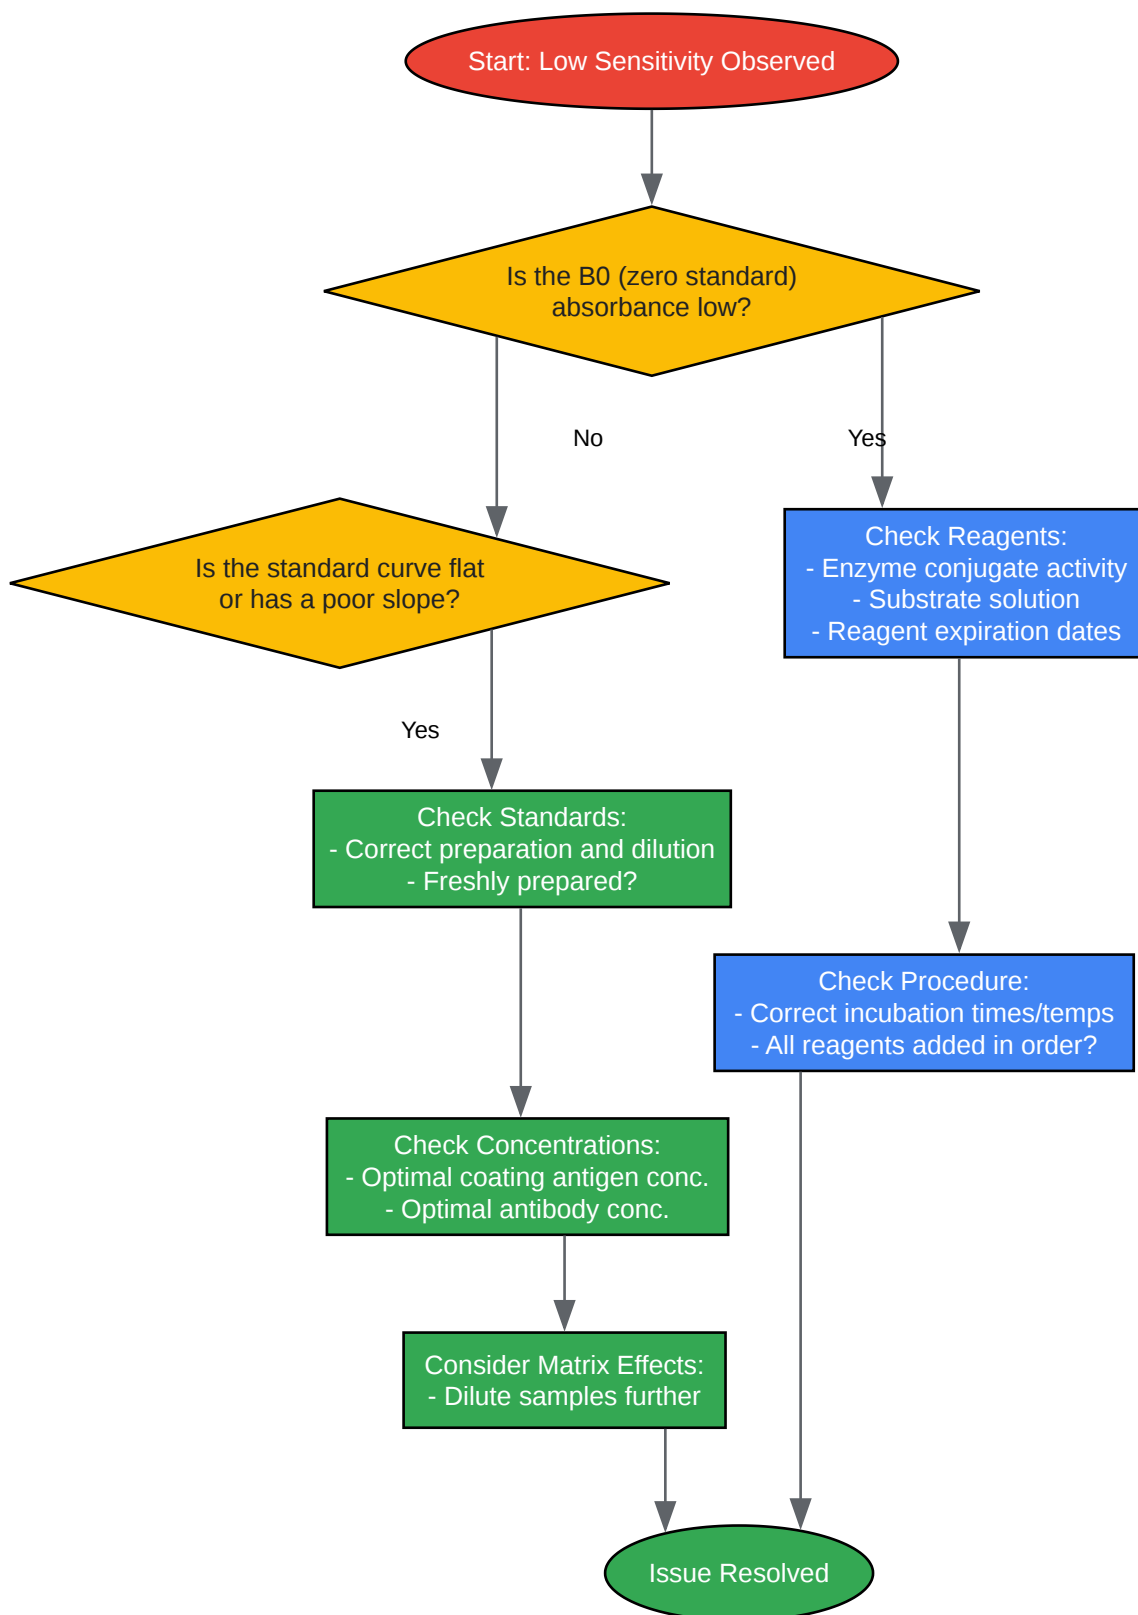 Start: Low Sensitivity Observed
Is the B0 (zero standard)
absorbance low?
No
Yes
Is the standard curve flat
or has a poor slope?
Check Reagents:
- Enzyme conjugate activity
- Substrate solution
- Reagent expiration dates
Yes
Check Standards:
- Correct preparation and dilution
- Freshly prepared?
Check Procedure:
- Correct incubation times/temps
- All reagents added in order?
Check Concentrations:
- Optimal coating antigen conc.
- Optimal antibody conc.
Consider Matrix Effects:
- Dilute samples further
Issue Resolved